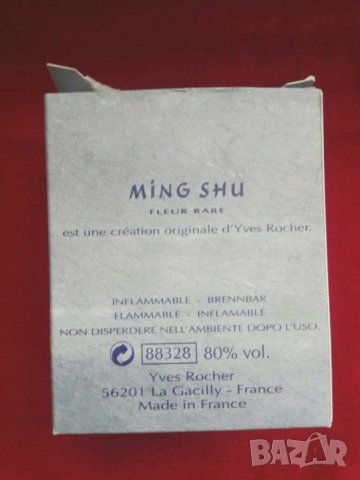 MiNG SHU
FLEUR RARE
est une création originale d'Yves Rocher.
INFLAMMABLE - BRENNBAR
FLAMMABLE - INFLAMABLE
NON DISPERDERE NELL'AMBIENTE DOPO L'USO.
88328 80% vol.
Yves Rocher
56201 La Gacilly - France
Made in France
bazar